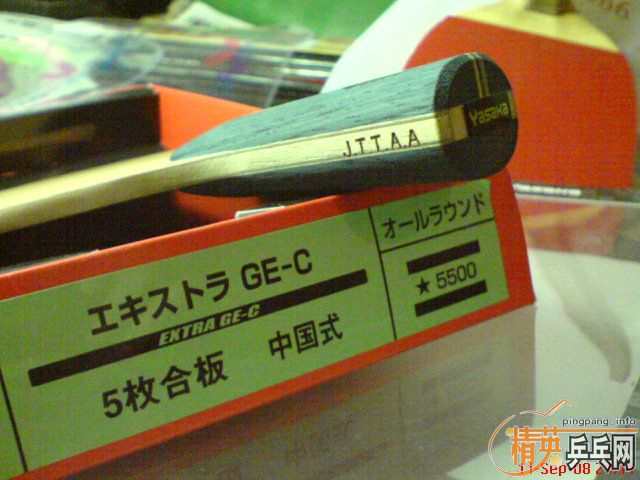 Yasaka
J.T.T.A.A
エキストラ GE-C
EXTRA GE-C
5枚合板 中国式
オールラウンド
★ 5500
pingpang.info
精英乒乓网